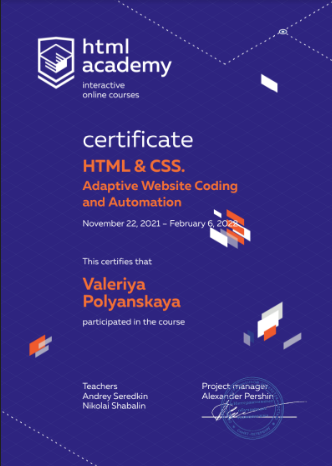 html
academy
interactive
online courses
certificate
HTML & CSS.
Adaptive Website Coding
and Automation
November 22, 2021 – February 6, 2022
This certifies that
Valeriya
Polyanskaya
participated in the course
Teachers
Andrey Seredkin
Nikolai Shabalin
Project manager
Alexander Pershin